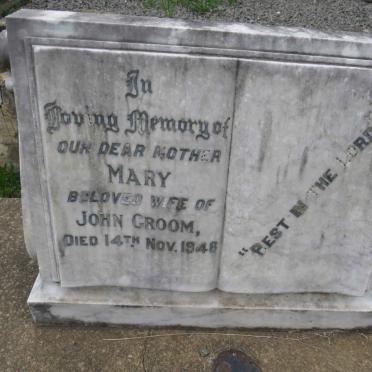 In
Loving Memory of
OUR DEAR MOTHER
MARY
BELOVED WIFE OF
JOHN GROOM,
DIED 14TH NOV. 1948
"REST IN THE LORD